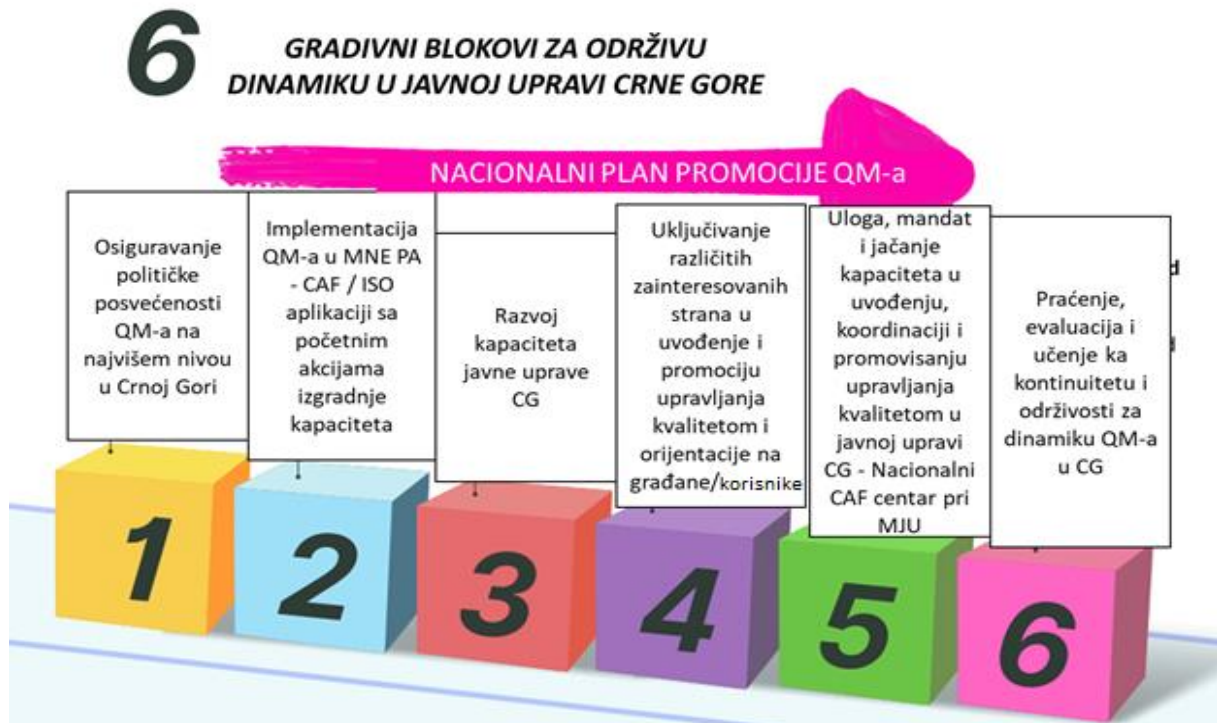 6
GRADIVNI BLOKOVI ZA ODRŽIVU
DINAMIKU U JAVNOJ UPRAVI CRNE GORE
NACIONALNI PLAN PROMOCIJE QM-a
Osiguravanje
političke
posvećenosti
QM-a na
najvišem nivou
u Crnoj Gori
Implementacija
QM-a u MNE PA
- CAF / ISO
aplikaciji sa
početnim
akcijama
izgradnje
kapaciteta
Razvoj
kapaciteta
javne uprave
CG
Uključivanje
različitih
zainteresovanih
strana u
uvođenje i
promociju
upravljanja
kvalitetom i
orijentacije na
građane/korisnike
Uloga, mandat
i jačanje
kapaciteta u
uvođenju,
koordinaciji i
promovisanju
upravljanja
kvalitetom u
javnoj upravi
CG - Nacionalni
CAF centar pri
MJU
Praćenje,
evaluacija i
učenje ka
kontinuitetu i
održivosti za
dinamiku QM-a
u CG
d
1
2
3
4
5
6